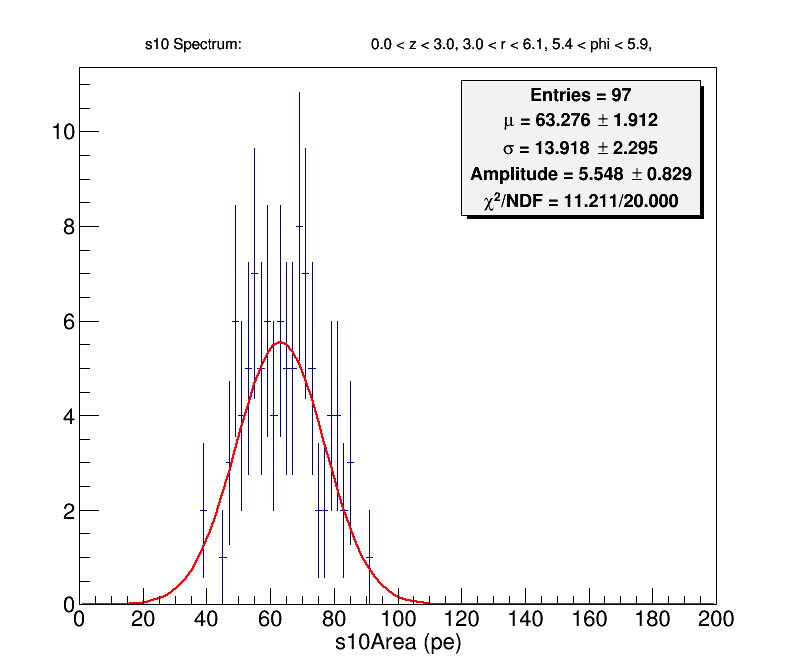 s10 Spectrum: 0.0 < z < 3.0, 3.0 < r < 6.1, 5.4 < phi < 5.9,
Entries = 97
μ = 63.276 ± 1.912
σ = 13.918 ± 2.295
Amplitude = 5.548 ± 0.829
χ²/NDF = 11.211/20.000
10
8
6
4
2
0
0 20 40 60 80 100 120 140 160 180 200
s10Area (pe)